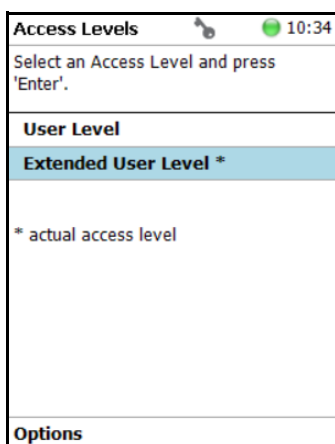 Access Levels 10:34
Select an Access Level and press
'Enter'.
User Level
Extended User Level *
* actual access level
Options